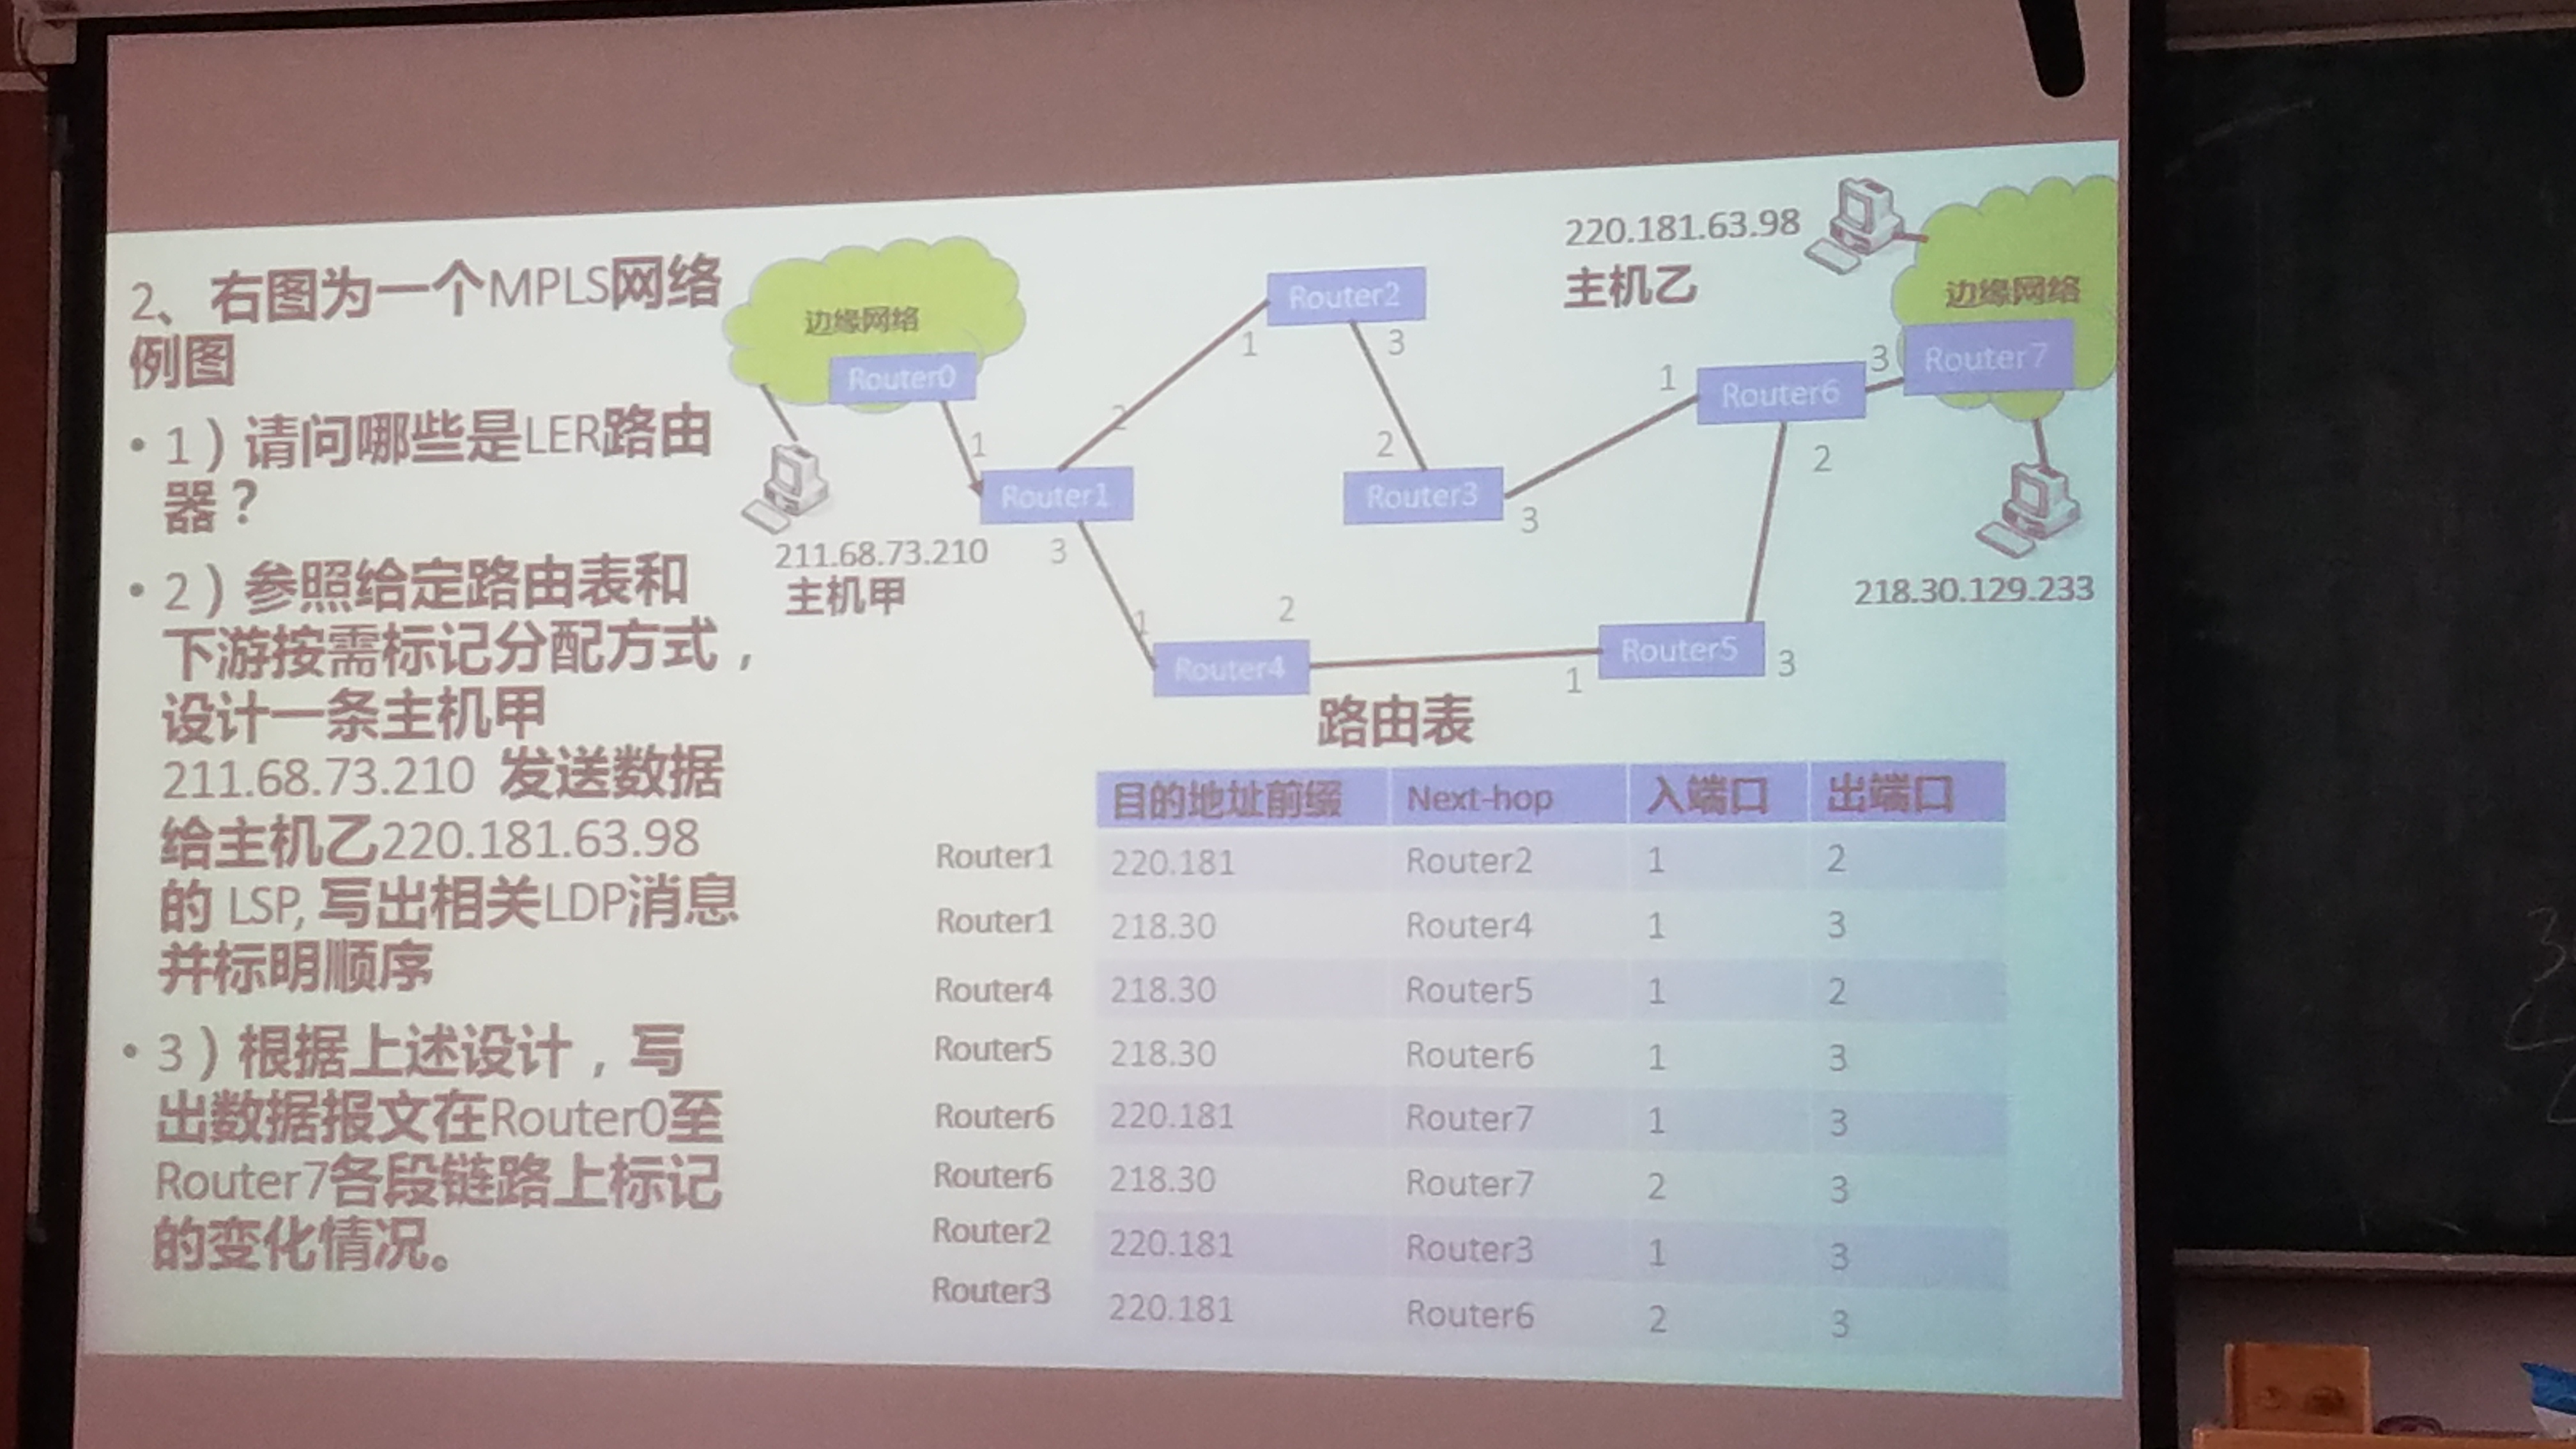 2、右图为一个MPLS网络
例图
• 1）请问哪些是LER路由
器？
• 2）参照给定路由表和
下游按需标记分配方式，
设计一条主机甲
211.68.73.210 发送数据
给主机乙220.181.63.98
的 LSP, 写出相关LDP消息
并标明顺序
• 3）根据上述设计，写
出数据报文在Router0至
Router7各段链路上标记
的变化情况。
边缘网络
Router0
1
211.68.73.210
主机甲
Router1
2
3
Router2
1
3
Router3
2
3
Router4
1
2
Router5
1
3
Router6
1
2
3
220.181.63.98
主机乙
边缘网络
Router7
218.30.129.233
路由表
目的地址前缀 Next-hop 入端口 出端口
Router1 220.181 Router2 1 2
Router1 218.30 Router4 1 3
Router4 218.30 Router5 1 2
Router5 218.30 Router6 1 3
Router6 220.181 Router7 1 3
Router6 218.30 Router7 2 3
Router2 220.181 Router3 1 3
Router3 220.181 Router6 2 3